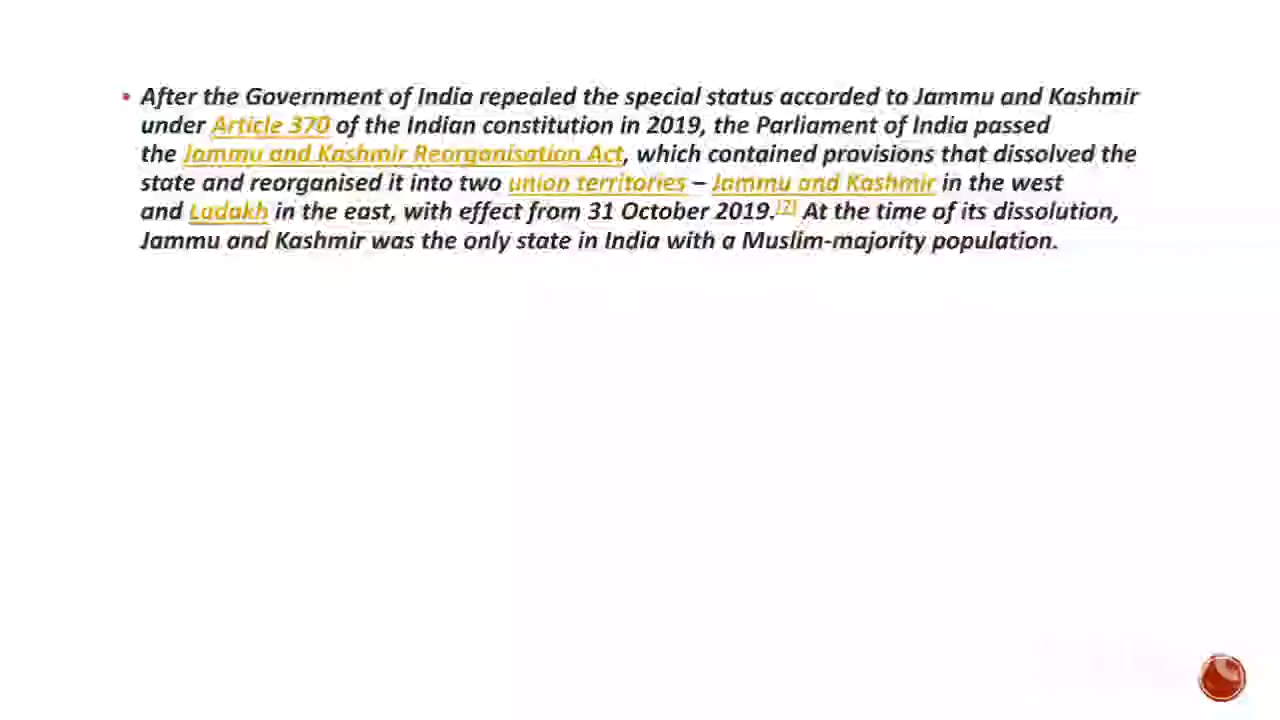 • After the Government of India repealed the special status accorded to Jammu and Kashmir
under Article 370 of the Indian constitution in 2019, the Parliament of India passed
the Jammu and Kashmir Reorganisation Act, which contained provisions that dissolved the
state and reorganised it into two union territories – Jammu and Kashmir in the west
and Ladakh in the east, with effect from 31 October 2019.[2] At the time of its dissolution,
Jammu and Kashmir was the only state in India with a Muslim-majority population.